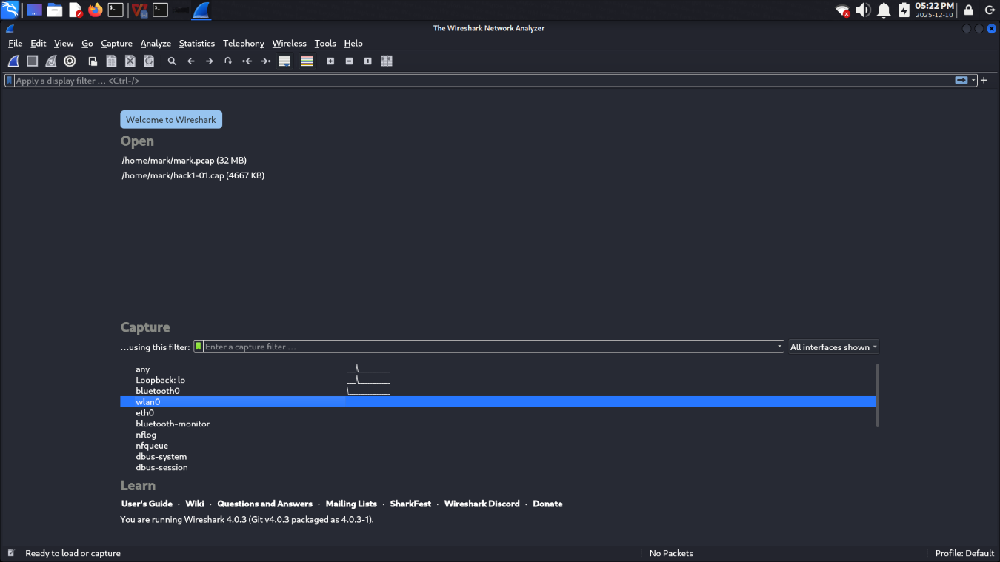 05:22 PM
2025-12-10
The Wireshark Network Analyzer
File Edit View Go Capture Analyze Statistics Telephony Wireless Tools Help
Apply a display filter … <Ctrl-/>
+
Welcome to Wireshark
Open
/home/mark/mark.pcap (32 MB)
/home/mark/hack1-01.cap (4667 KB)
Capture
…using this filter: Enter a capture filter … All interfaces shown
any
Loopback: lo
bluetooth0
wlan0
eth0
bluetooth-monitor
nflog
nfqueue
dbus-system
dbus-session
Learn
User's Guide · Wiki · Questions and Answers · Mailing Lists · SharkFest · Wireshark Discord · Donate
You are running Wireshark 4.0.3 (Git v4.0.3 packaged as 4.0.3-1).
Ready to load or capture No Packets Profile: Default